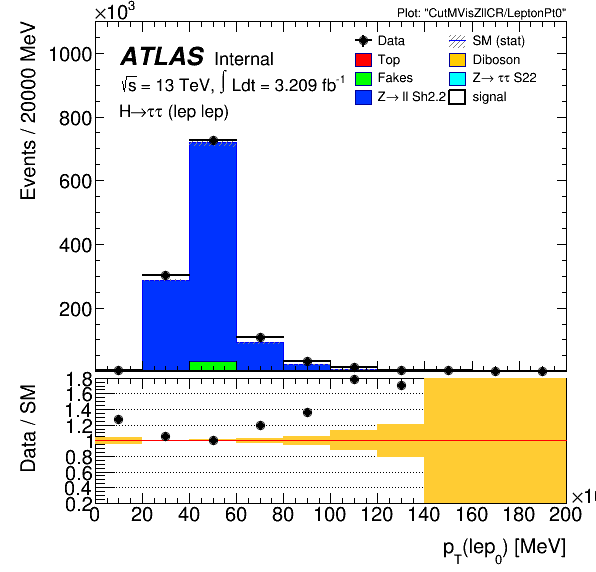 Plot: "CutMVisZllCR/LeptonPt0"
×10³
Events / 20000 MeV
1000
800
600
400
200
ATLAS Internal
√s = 13 TeV, ∫ Ldt = 3.209 fb⁻¹
H→ττ (lep lep)
Data
Top
Fakes
Z→ ll Sh2.2
SM (stat)
Diboson
Z→ ττ S22
signal
Data / SM
1.8
1.6
1.4
1.2
1
0.8
0.6
0.4
0.2
0 20 40 60 80 100 120 140 160 180 200
×10
p_T(lep_0) [MeV]